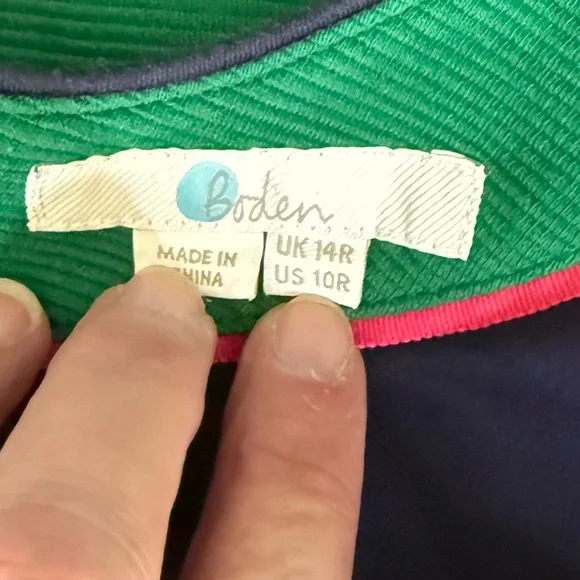 Boden
MADE IN
CHINA
UK 14R
US 10R